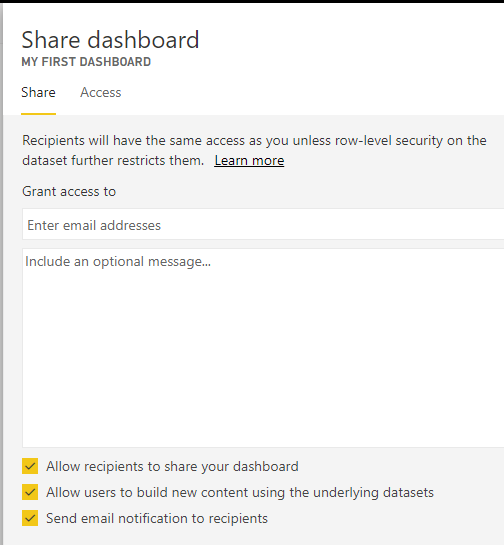 Share dashboard
MY FIRST DASHBOARD
Share Access
Recipients will have the same access as you unless row-level security on the
dataset further restricts them. Learn more
Grant access to
Enter email addresses
Include an optional message...
Allow recipients to share your dashboard
Allow users to build new content using the underlying datasets
Send email notification to recipients